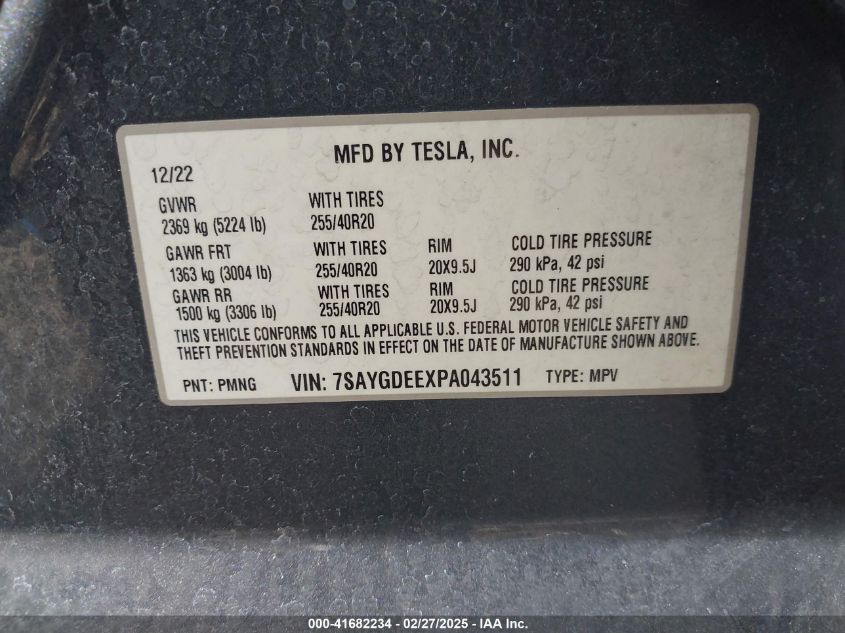 MFD BY TESLA, INC.
12/22
GVWR WITH TIRES
2369 kg (5224 lb) 255/40R20
GAWR FRT WITH TIRES RIM COLD TIRE PRESSURE
1363 kg (3004 lb) 255/40R20 20X9.5J 290 kPa, 42 psi
GAWR RR WITH TIRES RIM COLD TIRE PRESSURE
1500 kg (3306 lb) 255/40R20 20X9.5J 290 kPa, 42 psi
THIS VEHICLE CONFORMS TO ALL APPLICABLE U.S. FEDERAL MOTOR VEHICLE SAFETY AND
THEFT PREVENTION STANDARDS IN EFFECT ON THE DATE OF MANUFACTURE SHOWN ABOVE.
PNT: PMNG VIN: 7SAYGDEEXPA043511 TYPE: MPV
000-41682234 - 02/27/2025 - IAA Inc.